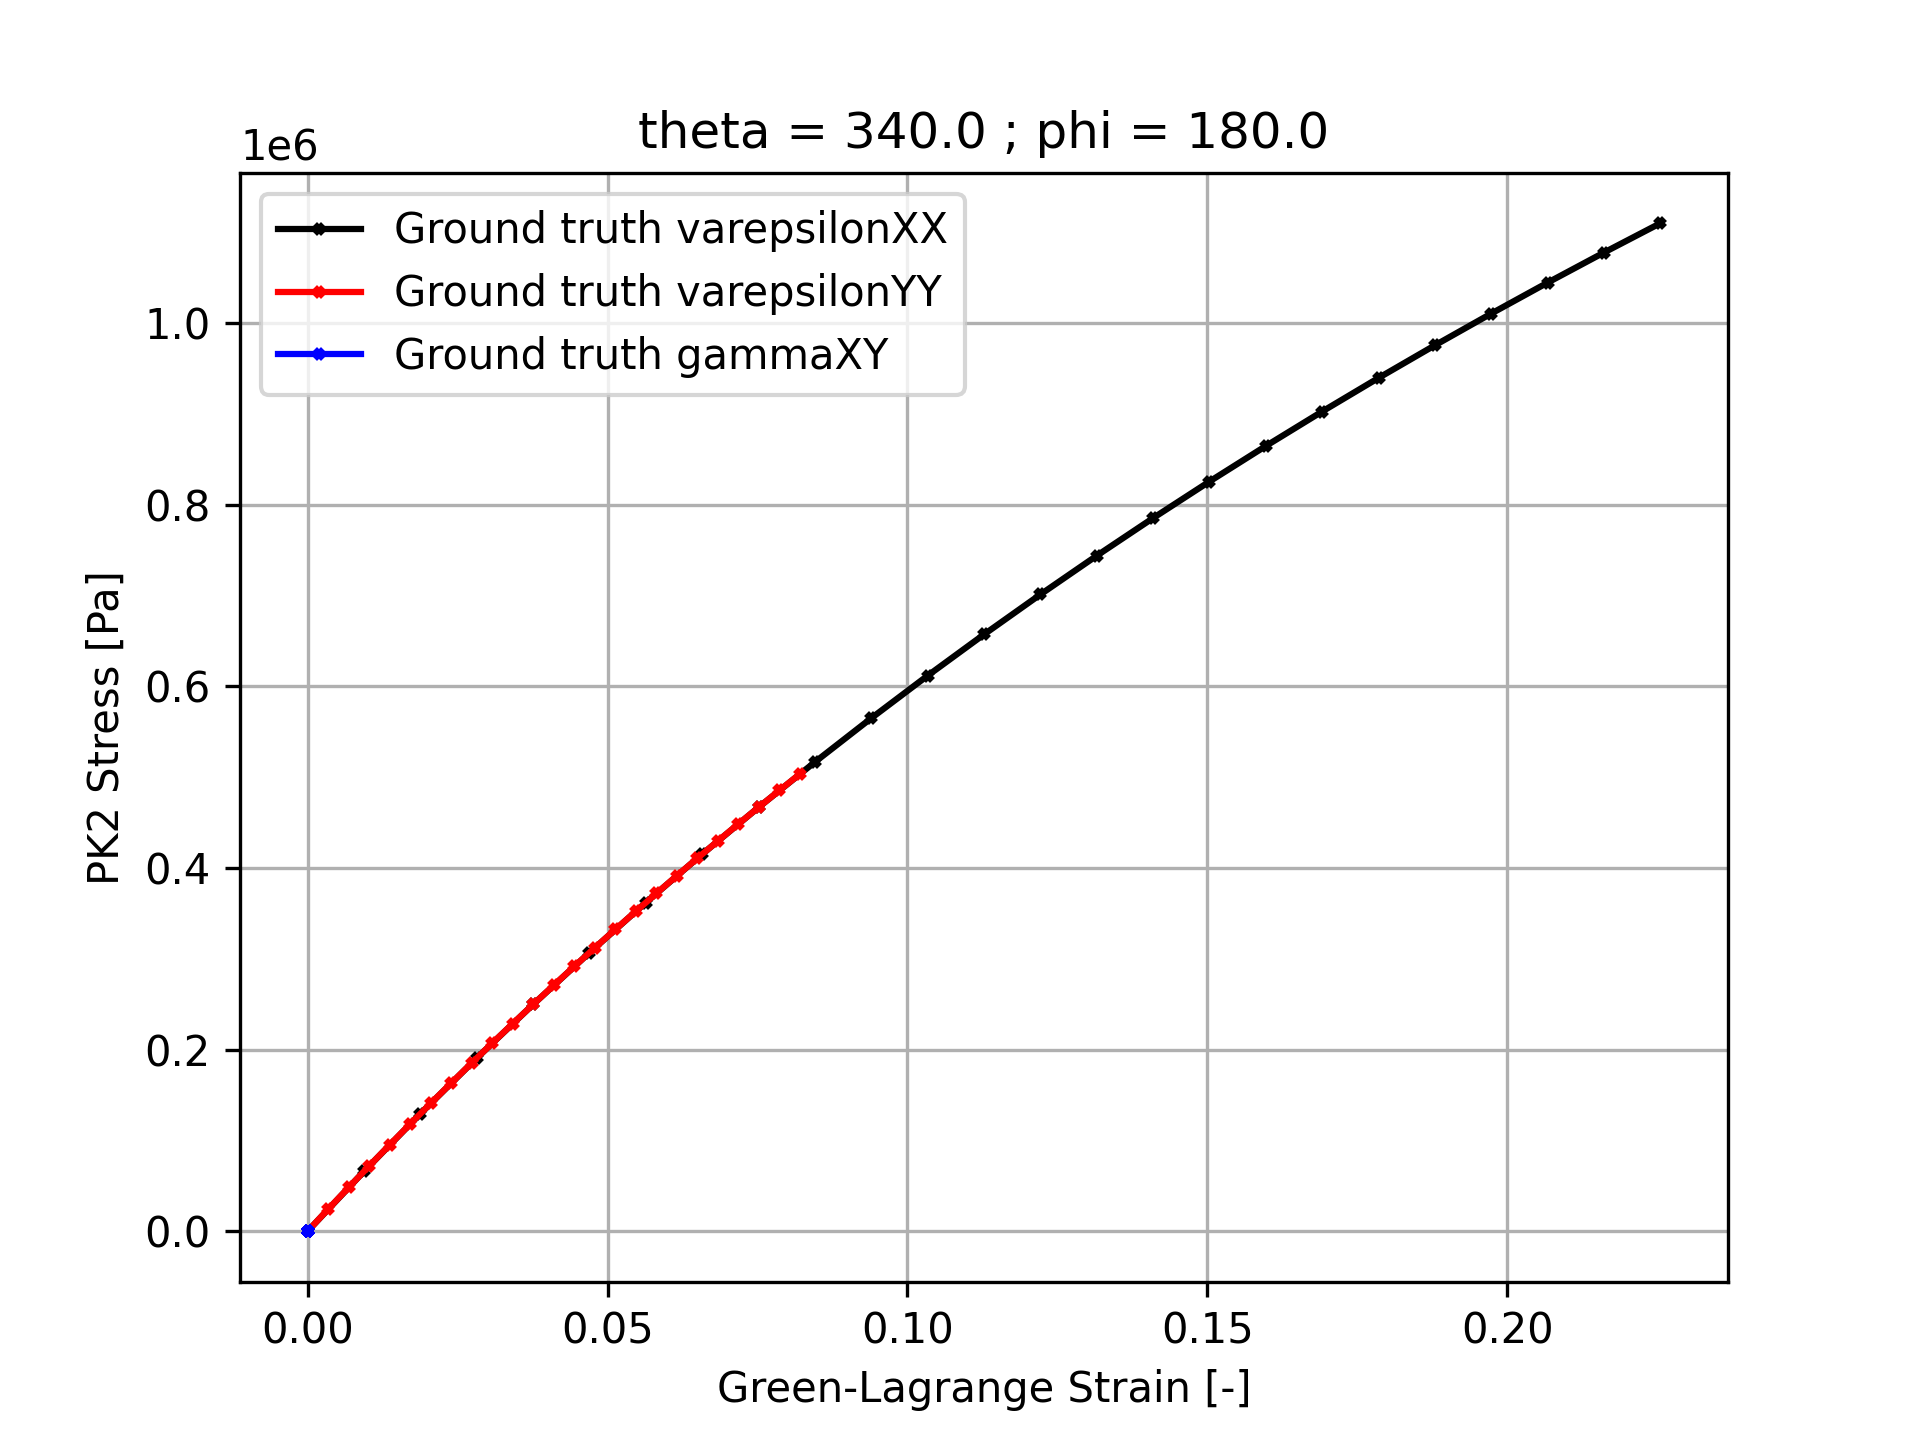 theta = 340.0 ; phi = 180.0
1e6
Ground truth varepsilonXX
Ground truth varepsilonYY
Ground truth gammaXY
1.0
0.8
0.6
0.4
0.2
0.0
PK2 Stress [Pa]
0.00 0.05 0.10 0.15 0.20
Green-Lagrange Strain [-]